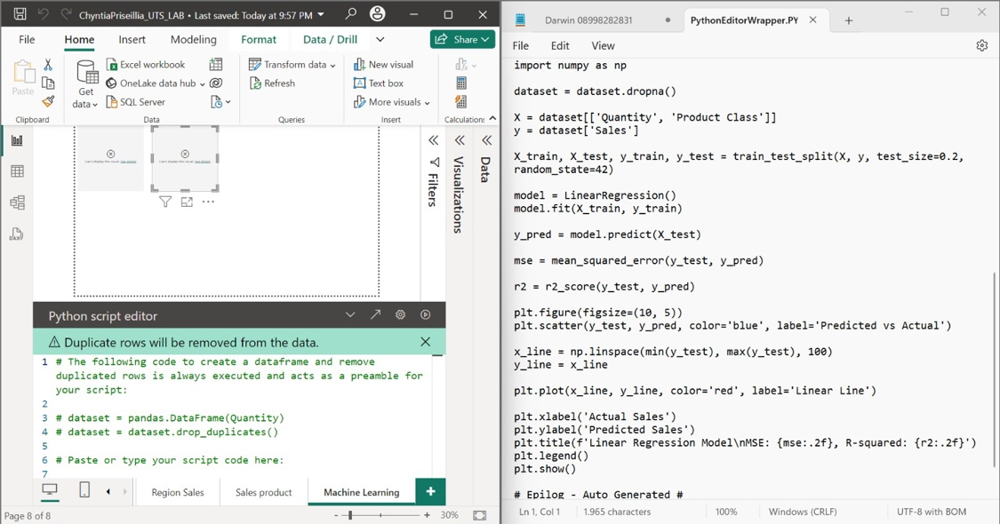 ChyntiaPriseillia_UTS_LAB • Last saved: Today at 9:57 PM
File Home Insert Modeling Format Data / Drill Share
Paste
Clipboard
Get data
Excel workbook
OneLake data hub
SQL Server
Data
Transform data
Refresh
Queries
New visual
Text box
More visuals
Insert
Calculations
Filters
Visualizations
Data
DAX
Python script editor
Duplicate rows will be removed from the data.
1 # The following code to create a dataframe and remove
duplicated rows is always executed and acts as a preamble for
your script:
2
3 # dataset = pandas.DataFrame(Quantity)
4 # dataset = dataset.drop_duplicates()
5
6 # Paste or type your script code here:
7
Region Sales Sales product Machine Learning +
Page 8 of 8 - + 30%
Darwin 08998282831 PythonEditorWrapper.PY
File Edit View
import numpy as np
dataset = dataset.dropna()
X = dataset[['Quantity', 'Product Class']]
y = dataset['Sales']
X_train, X_test, y_train, y_test = train_test_split(X, y, test_size=0.2,
random_state=42)
model = LinearRegression()
model.fit(X_train, y_train)
y_pred = model.predict(X_test)
mse = mean_squared_error(y_test, y_pred)
r2 = r2_score(y_test, y_pred)
plt.figure(figsize=(10, 5))
plt.scatter(y_test, y_pred, color='blue', label='Predicted vs Actual')
x_line = np.linspace(min(y_test), max(y_test), 100)
y_line = x_line
plt.plot(x_line, y_line, color='red', label='Linear Line')
plt.xlabel('Actual Sales')
plt.ylabel('Predicted Sales')
plt.title(f'Linear Regression Model\nMSE: {mse:.2f}, R-squared: {r2:.2f}')
plt.legend()
plt.show()
# Epilog - Auto Generated #
Ln 1, Col 1 1.965 characters 100% Windows (CRLF) UTF-8 with BOM